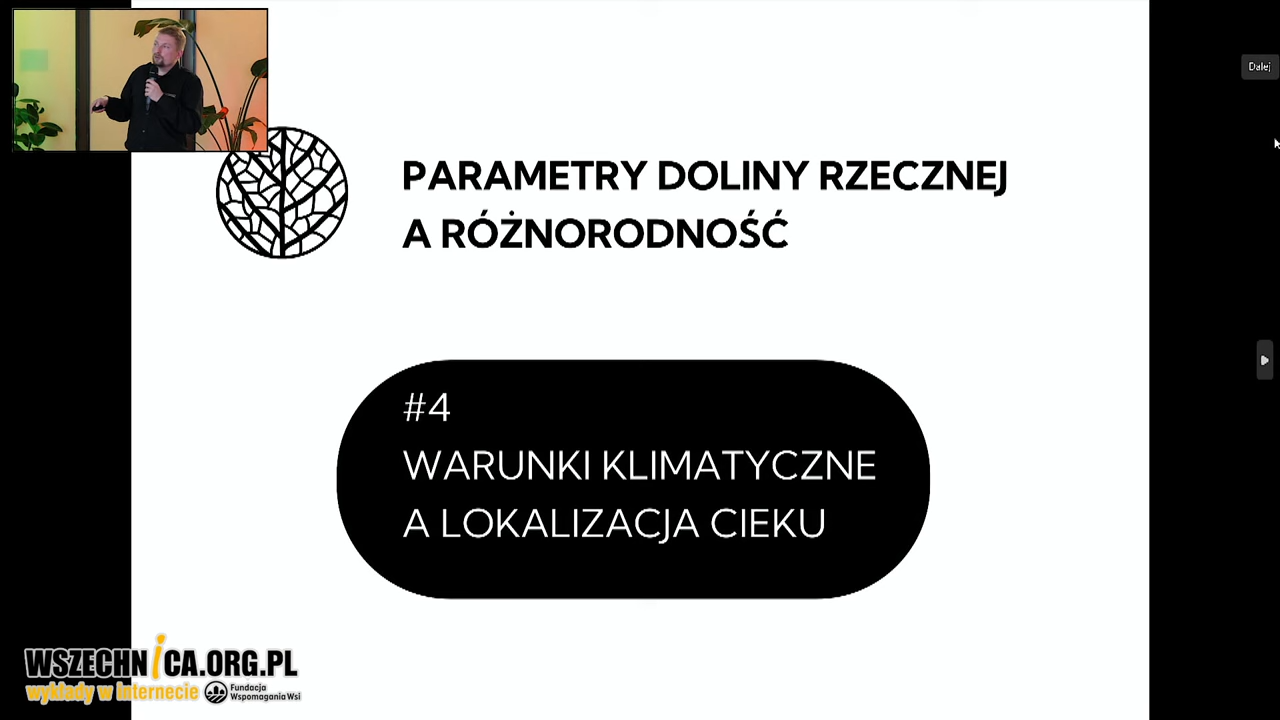 PARAMETRY DOLINY RZECZNEJ
A RÓŻNORODNOŚĆ
#4
WARUNKI KLIMATYCZNE
A LOKALIZACJA CIEKU
Dalej
WSZECHNiCA.ORG.PL
wykłady w internecie
Fundacja
Wspomagania Wsi